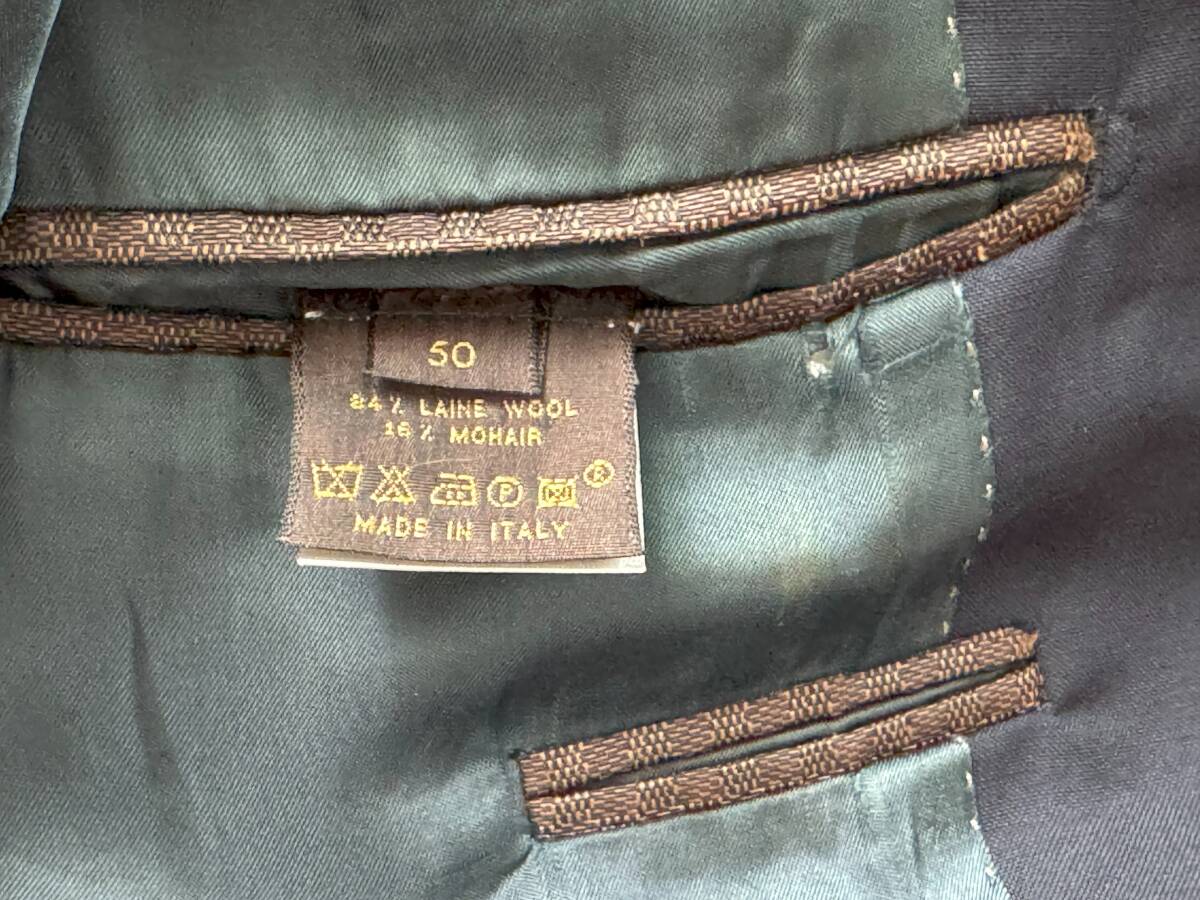 50
84% LAINE WOOL
16% MOHAIR
P
®
MADE IN ITALY